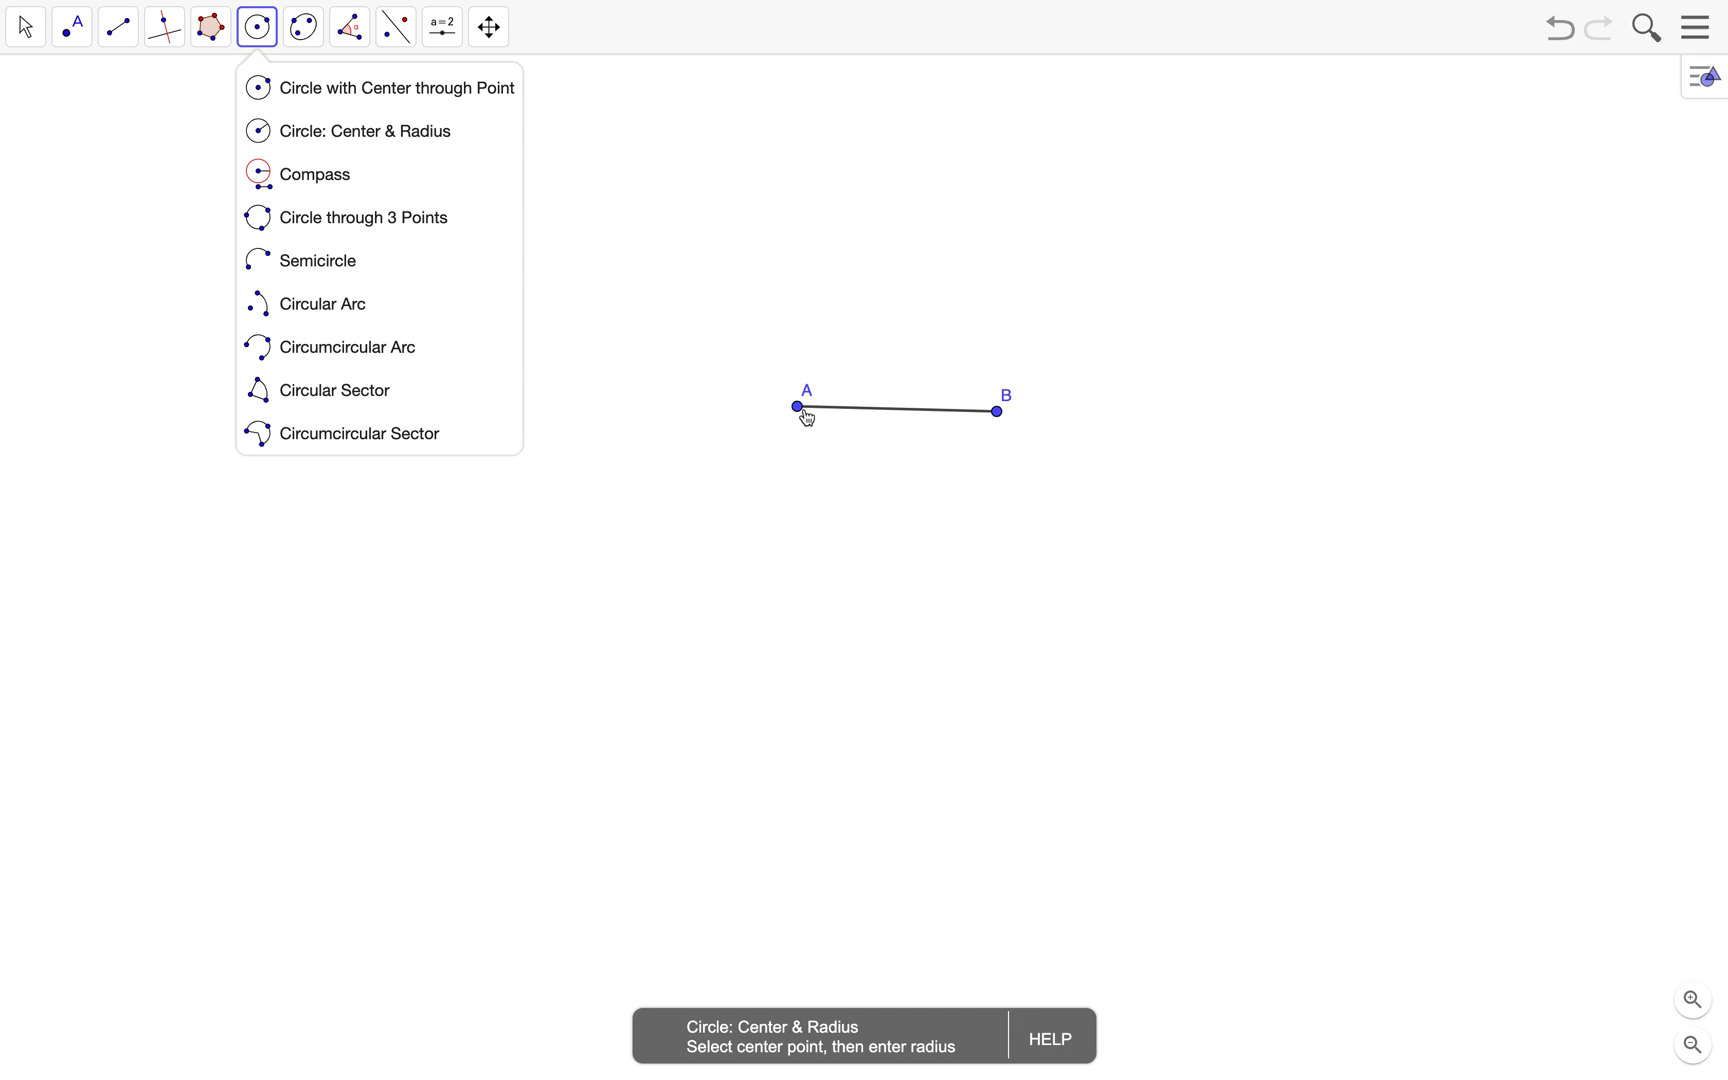 A
α
a=2
Circle with Center through Point
Circle: Center & Radius
Compass
Circle through 3 Points
Semicircle
Circular Arc
Circumcircular Arc
Circular Sector
Circumcircular Sector
A
B
Circle: Center & Radius
Select center point, then enter radius
HELP